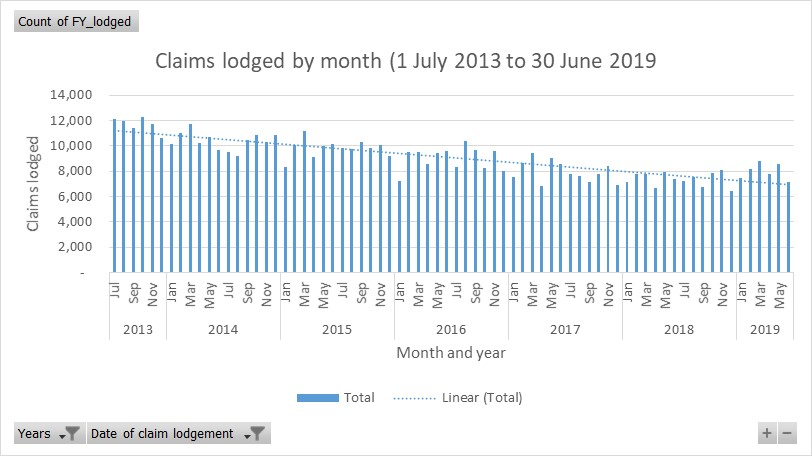 Count of FY_lodged
Claims lodged by month (1 July 2013 to 30 June 2019
Claims lodged
14,000
12,000
10,000
8,000
6,000
4,000
2,000
-
Jul Sep Nov Jan Mar May Jul Sep Nov Jan Mar May Jul Sep Nov Jan Mar May Jul Sep Nov Jan Mar May Jul Sep Nov Jan Mar May Jul Sep Nov Jan Mar May
2013 2014 2015 2016 2017 2018 2019
Month and year
Total Linear (Total)
Years Date of claim lodgement + −